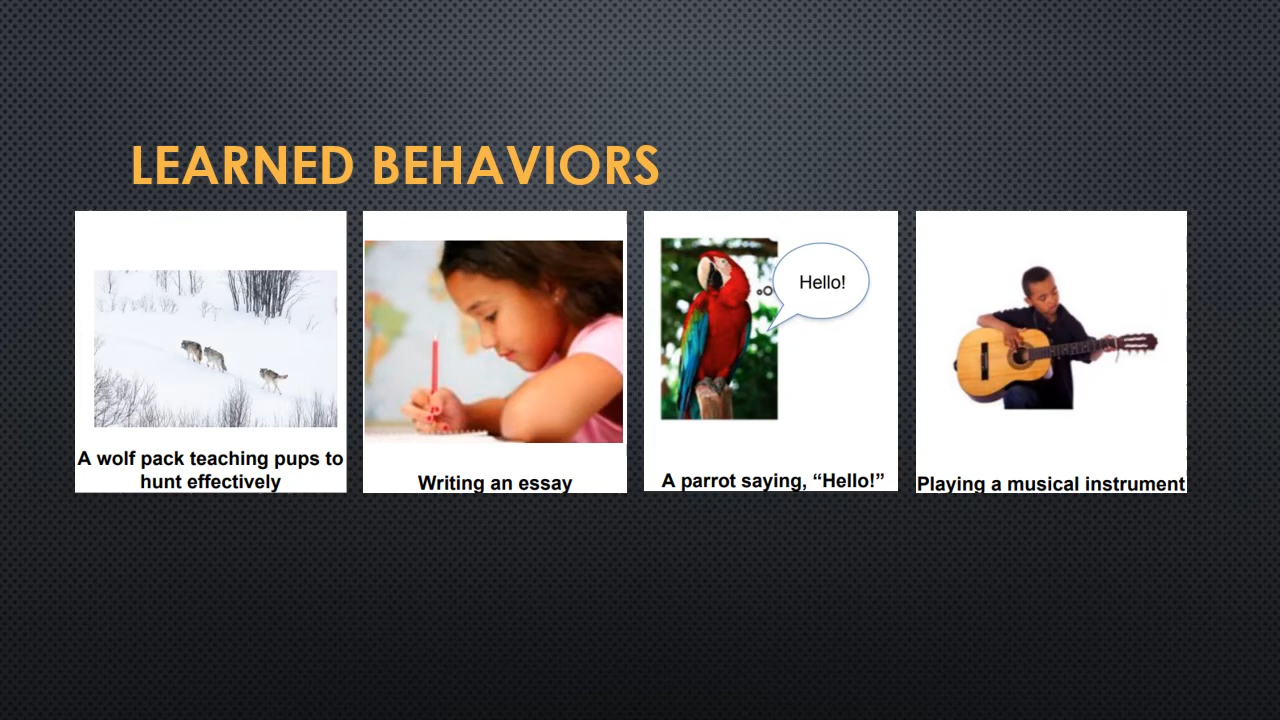 LEARNED BEHAVIORS
A wolf pack teaching pups to
hunt effectively
Writing an essay
Hello!
A parrot saying, “Hello!”
Playing a musical instrument